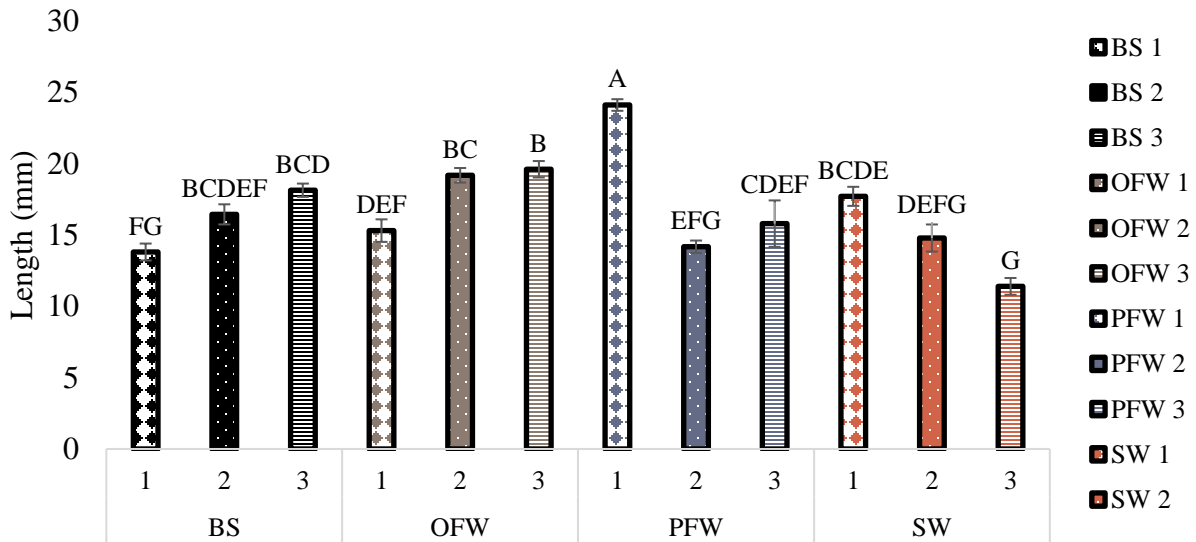 Length (mm)
30
25
20
15
10
5
0
FG
BCDEF
BCD
DEF
BC
B
A
EFG
CDEF
BCDE
DEFG
G
1 2 3 1 2 3 1 2 3 1 2 3
BS OFW PFW SW
BS 1
BS 2
BS 3
OFW 1
OFW 2
OFW 3
PFW 1
PFW 2
PFW 3
SW 1
SW 2